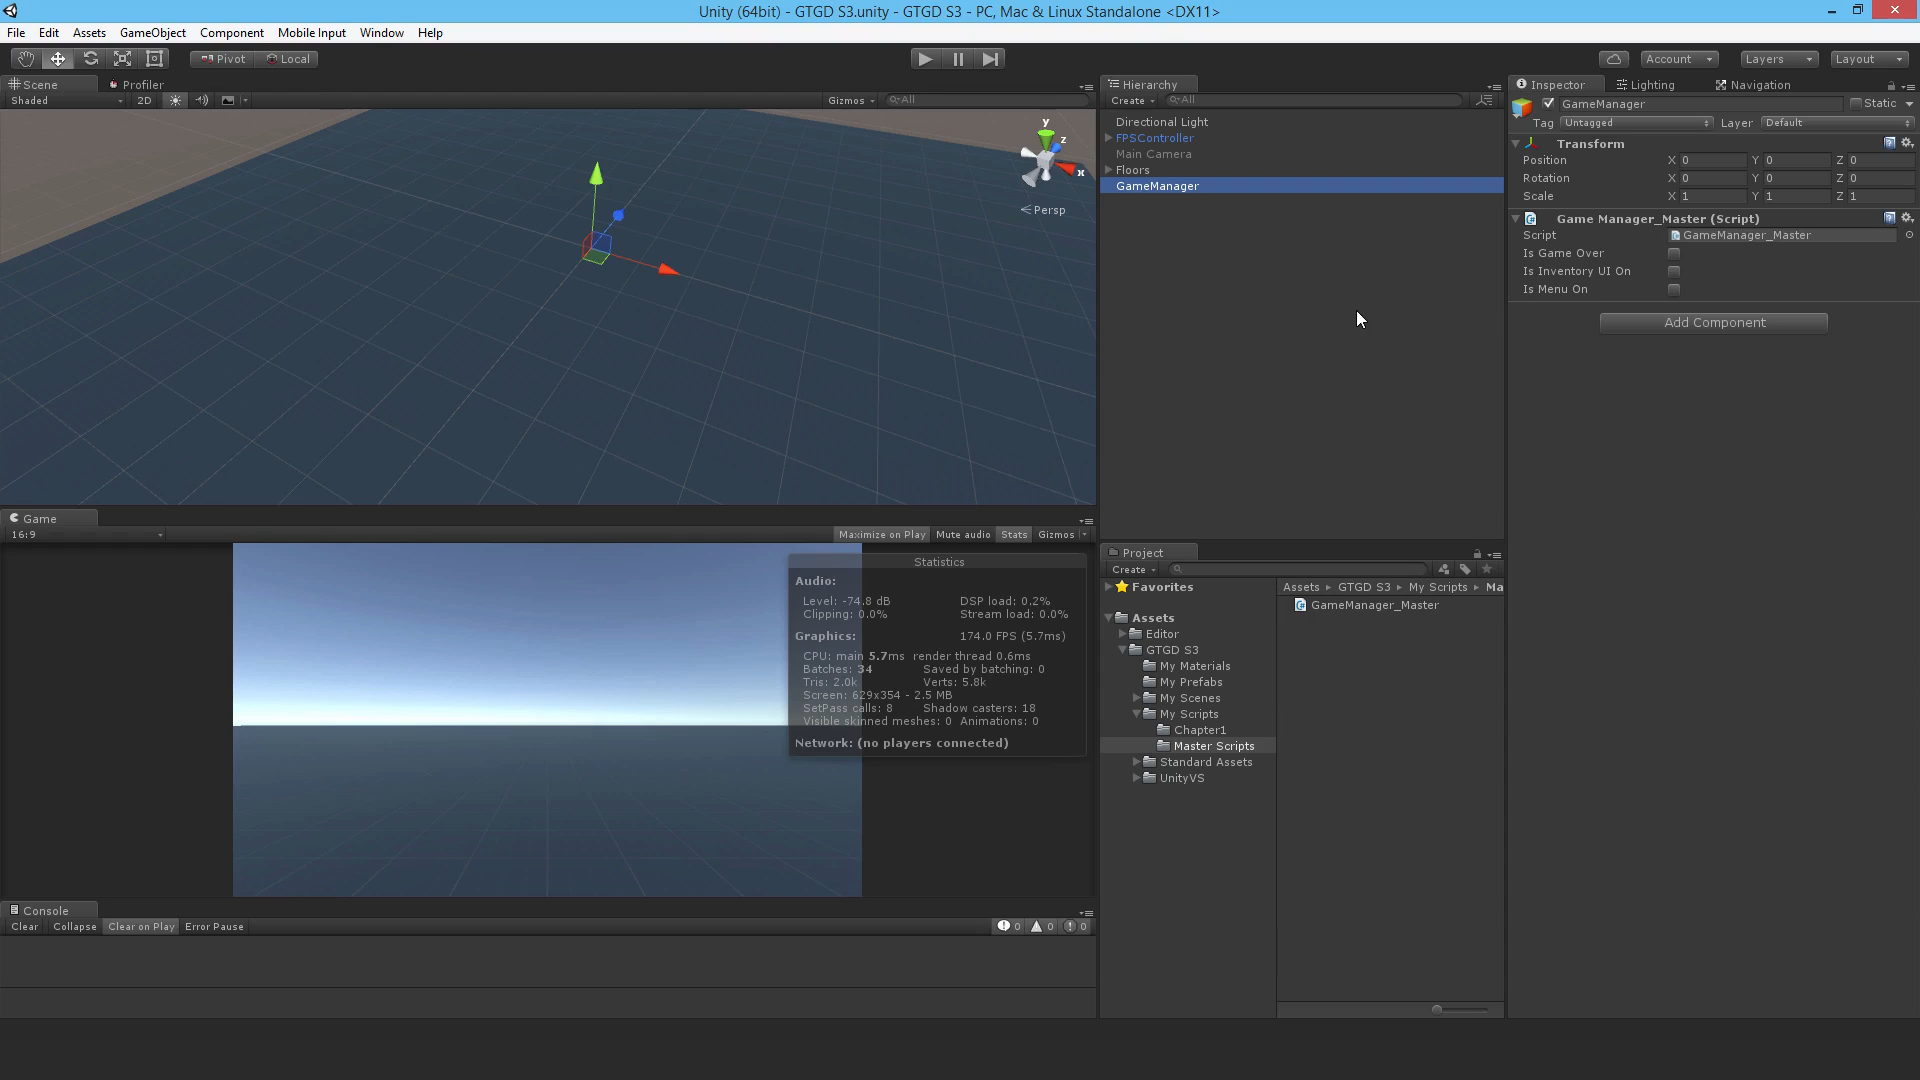 Unity (64bit) - GTGD S3.unity - GTGD S3 - PC, Mac & Linux Standalone <DX11>
File Edit Assets GameObject Component Mobile Input Window Help
Pivot Local Account Layers Layout
Scene Profiler
Shaded 2D Gizmos All
y
z
x
Persp
Game
16:9 Maximize on Play Mute audio Stats Gizmos
Statistics
Audio:
Level: -74.8 dB DSP load: 0.2%
Clipping: 0.0% Stream load: 0.0%
Graphics: 174.0 FPS (5.7ms)
CPU: main 5.7ms render thread 0.6ms
Batches: 34 Saved by batching: 0
Tris: 2.0k Verts: 5.8k
Screen: 629x354 - 2.5 MB
SetPass calls: 8 Shadow casters: 18
Visible skinned meshes: 0 Animations: 0
Network: (no players connected)
Console
Clear Collapse Clear on Play Error Pause 0 0 0
Hierarchy
Create All
Directional Light
FPSController
Main Camera
Floors
GameManager
Project
Create
Favorites
Assets
Editor
GTGD S3
My Materials
My Prefabs
My Scenes
My Scripts
Chapter1
Master Scripts
Standard Assets
UnityVS
Assets GTGD S3 My Scripts Ma
GameManager_Master
Inspector Lighting Navigation
GameManager Static
Tag Untagged Layer Default
Transform
Position X 0 Y 0 Z 0
Rotation X 0 Y 0 Z 0
Scale X 1 Y 1 Z 1
Game Manager_Master (Script)
Script GameManager_Master
Is Game Over
Is Inventory UI On
Is Menu On
Add Component